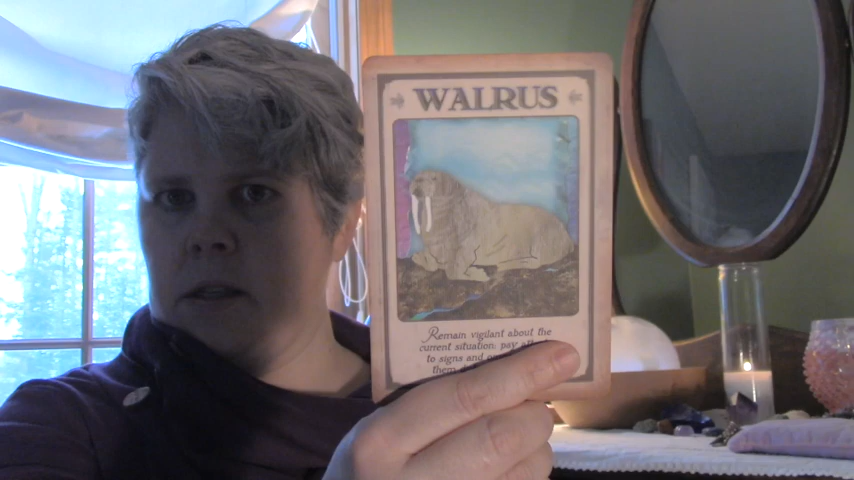 WALRUS
Remain vigilant about the
current situation; pay
to signs and
them